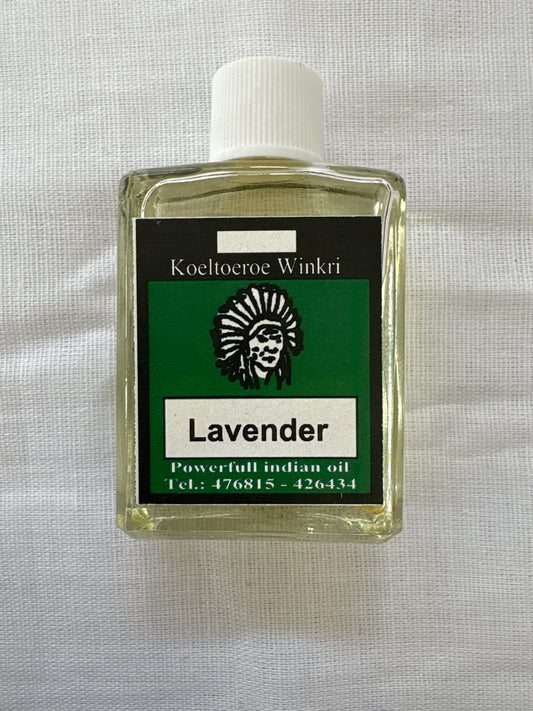 Koeltoeroe Winkri
Lavender
Powerfull indian oil
Tel.: 476815 - 426434